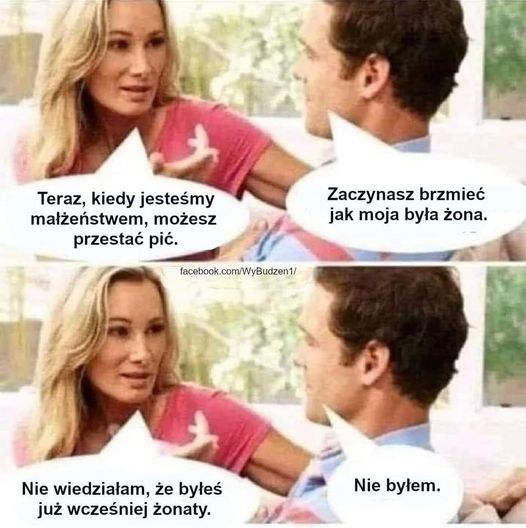 Teraz, kiedy jesteśmy
małżeństwem, możesz
przestać pić.
Zaczynasz brzmieć
jak moja była żona.
facebook.com/WyBudzen1/
Nie wiedziałam, że byłeś
już wcześniej żonaty.
Nie byłem.